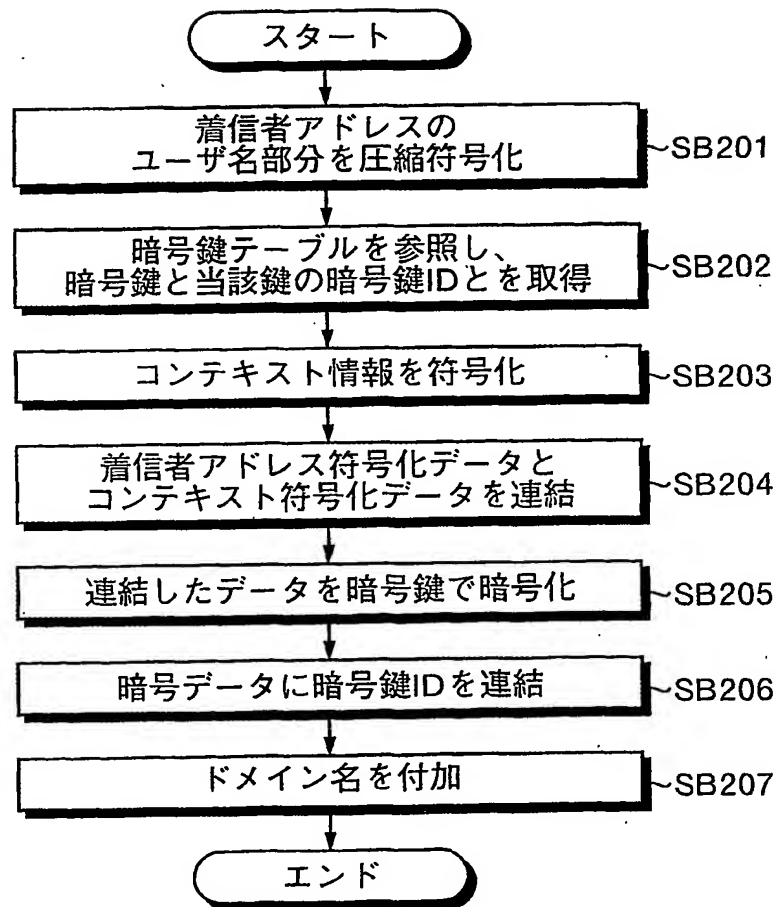 スタート
着信者アドレスの
ユーザ名部分を圧縮符号化
~SB201
暗号鍵テーブルを参照し、
暗号鍵と当該鍵の暗号鍵IDとを取得
~SB202
コンテキスト情報を符号化
~SB203
着信者アドレス符号化データと
コンテキスト符号化データを連結
~SB204
連結したデータを暗号鍵で暗号化
~SB205
暗号データに暗号鍵IDを連結
~SB206
ドメイン名を付加
~SB207
エンド